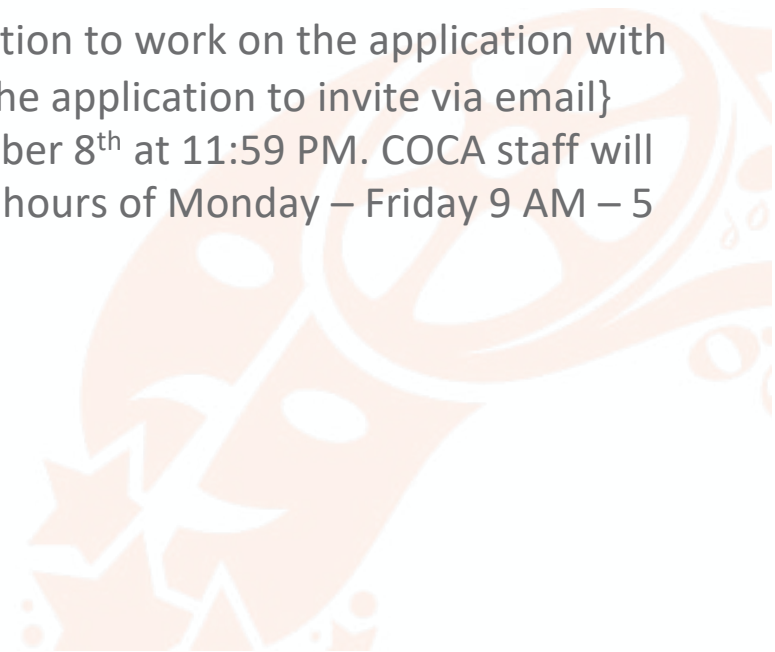 tion to work on the application with
he application to invite via email}
ber 8th at 11:59 PM. COCA staff will
hours of Monday – Friday 9 AM – 5